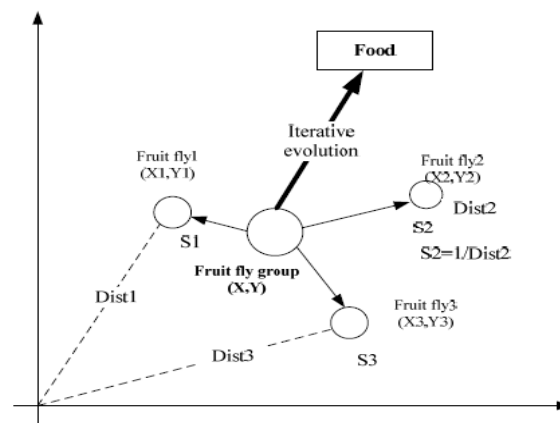 Food
Iterative
evolution
Fruit fly1
(X1,Y1)
Fruit fly2
(X2,Y2)
Dist2
S1
S2
S2=1/Dist2
Fruit fly group
(X,Y)
Dist1
Fruit fly3
(X3,Y3)
Dist3
S3